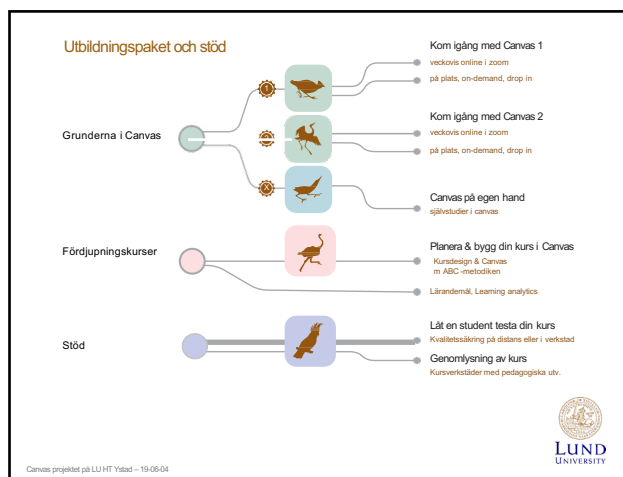 Utbildningspaket och stöd
Kom igång med Canvas 1
veckovis online i zoom
på plats, on-demand, drop in
1
Grunderna i Canvas
Kom igång med Canvas 2
veckovis online i zoom
på plats, on-demand, drop in
X
Canvas på egen hand
självstudier i canvas
Fördjupningskurser
Planera & bygg din kurs i Canvas
Kursdesign & Canvas
m ABC -metodiken
Lärandemål, Learning analytics
Låt en student testa din kurs
Kvalitetssäkring på distans eller i verkstad
Stöd
Genomlysning av kurs
Kursverkstäder med pedagogiska utv.
LUND
UNIVERSITY
Canvas projektet på LU HT Ystad – 19-06-04